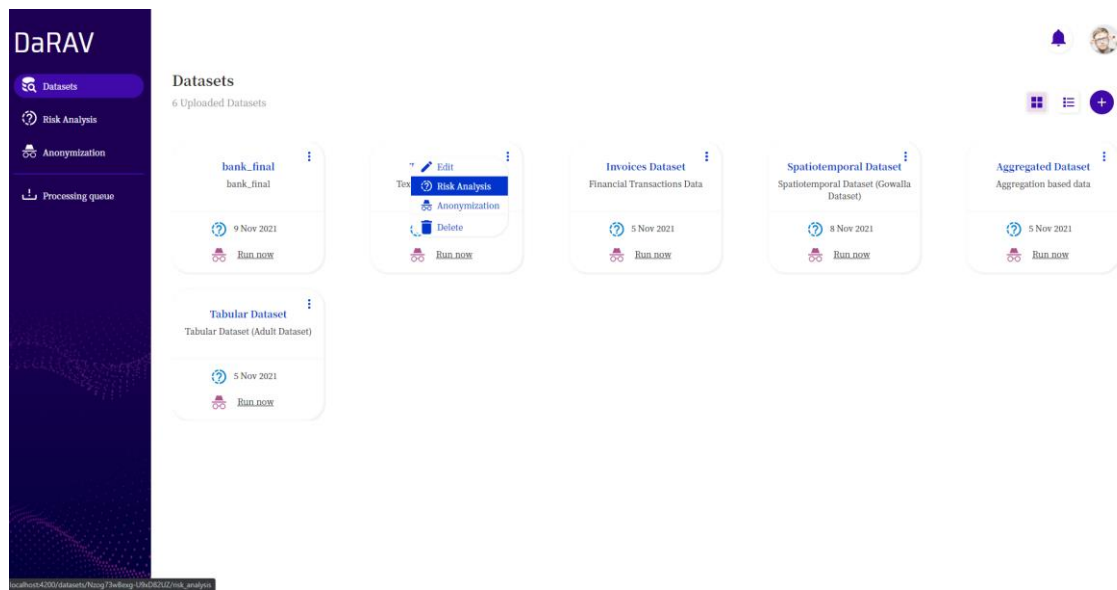 DaRAV
Datasets
Risk Analysis
Anonymization
Processing queue
Datasets
6 Uploaded Datasets
bank_final
bank_final
9 Nov 2021
Run now
Edit
Risk Analysis
Anonymization
Delete
Run now
Invoices Dataset
Financial Transactions Data
5 Nov 2021
Run now
Spatiotemporal Dataset
Spatiotemporal Dataset (Gowalla
Dataset)
8 Nov 2021
Run now
Aggregated Dataset
Aggregation based data
5 Nov 2021
Run now
Tabular Dataset
Tabular Dataset (Adult Dataset)
5 Nov 2021
Run now